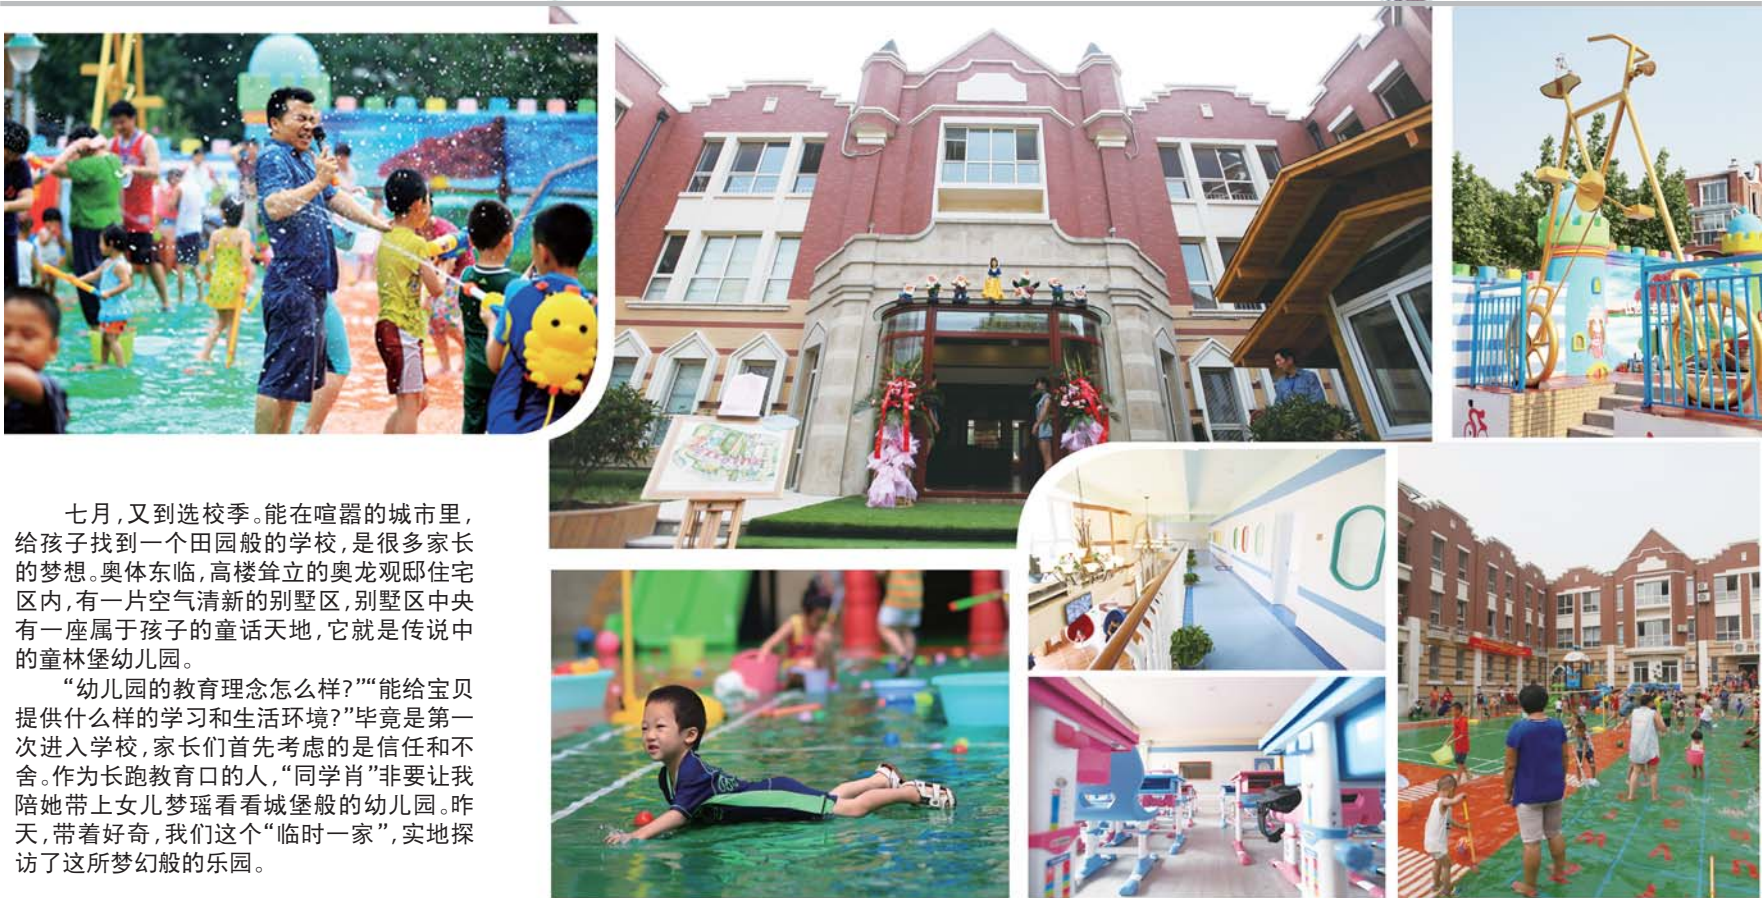 七月,又到选校季。能在喧嚣的城市里,
给孩子找到一个田园般的学校,是很多家长
的梦想。奥体东临,高楼耸立的奥龙观邸住宅
区内,有一片空气清新的别墅区,别墅区中央
有一座属于孩子的童话天地,它就是传说中
的童林堡幼儿园。
“幼儿园的教育理念怎么样?”“能给宝贝
提供什么样的学习和生活环境?”毕竟是第一
次进入学校,家长们首先考虑的是信任和不
舍。作为长跑教育口的人,“同学肖”非要让我
陪她带上女儿梦瑶看看城堡般的幼儿园。昨
天,带着好奇,我们这个“临时一家”,实地探
访了这所梦幻般的乐园。